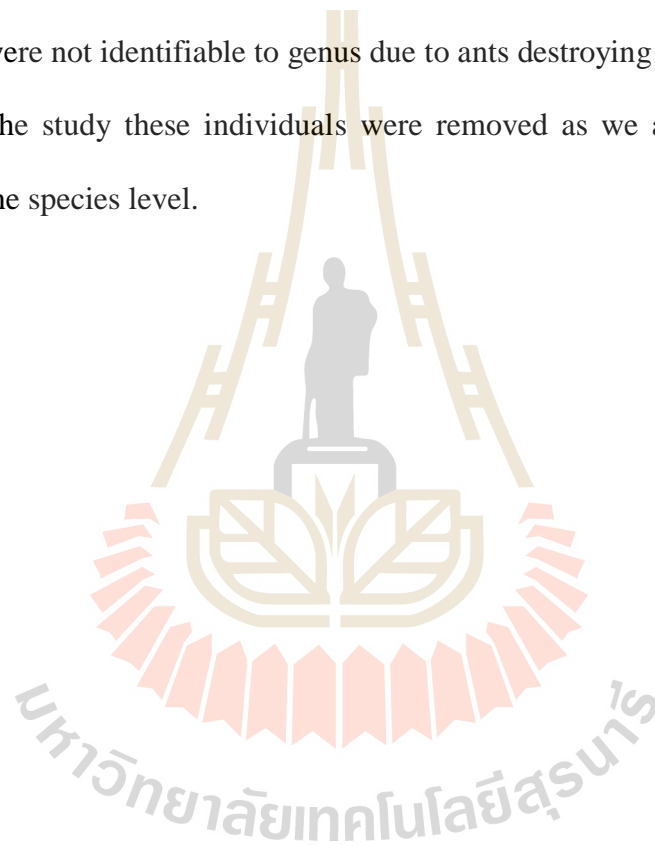 were not identifiable to genus due to ants destroying
the study these individuals were removed as we
the species level.
มหาวิทยาลัยเทคโนโลยีสุรนารี